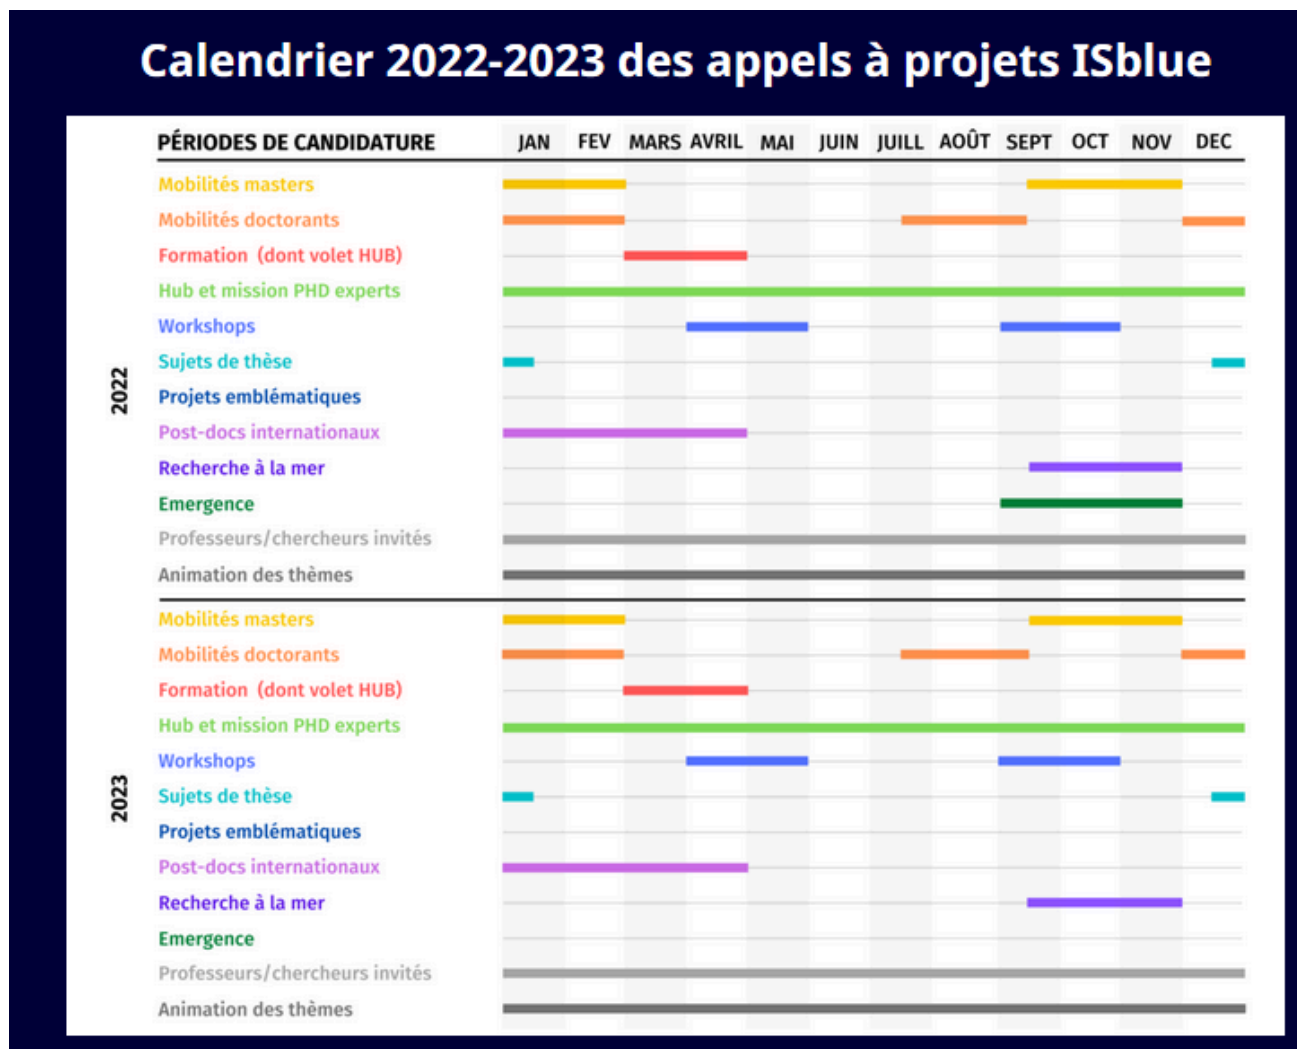 Calendrier 2022-2023 des appels à projets ISblue
PÉRIODES DE CANDIDATURE JAN FEV MARS AVRIL MAI JUIN JUILL AOÛT SEPT OCT NOV DEC
2022
Mobilités masters
Mobilités doctorants
Formation (dont volet HUB)
Hub et mission PHD experts
Workshops
Sujets de thèse
Projets emblématiques
Post-docs internationaux
Recherche à la mer
Emergence
Professeurs/chercheurs invités
Animation des thèmes
2023
Mobilités masters
Mobilités doctorants
Formation (dont volet HUB)
Hub et mission PHD experts
Workshops
Sujets de thèse
Projets emblématiques
Post-docs internationaux
Recherche à la mer
Emergence
Professeurs/chercheurs invités
Animation des thèmes